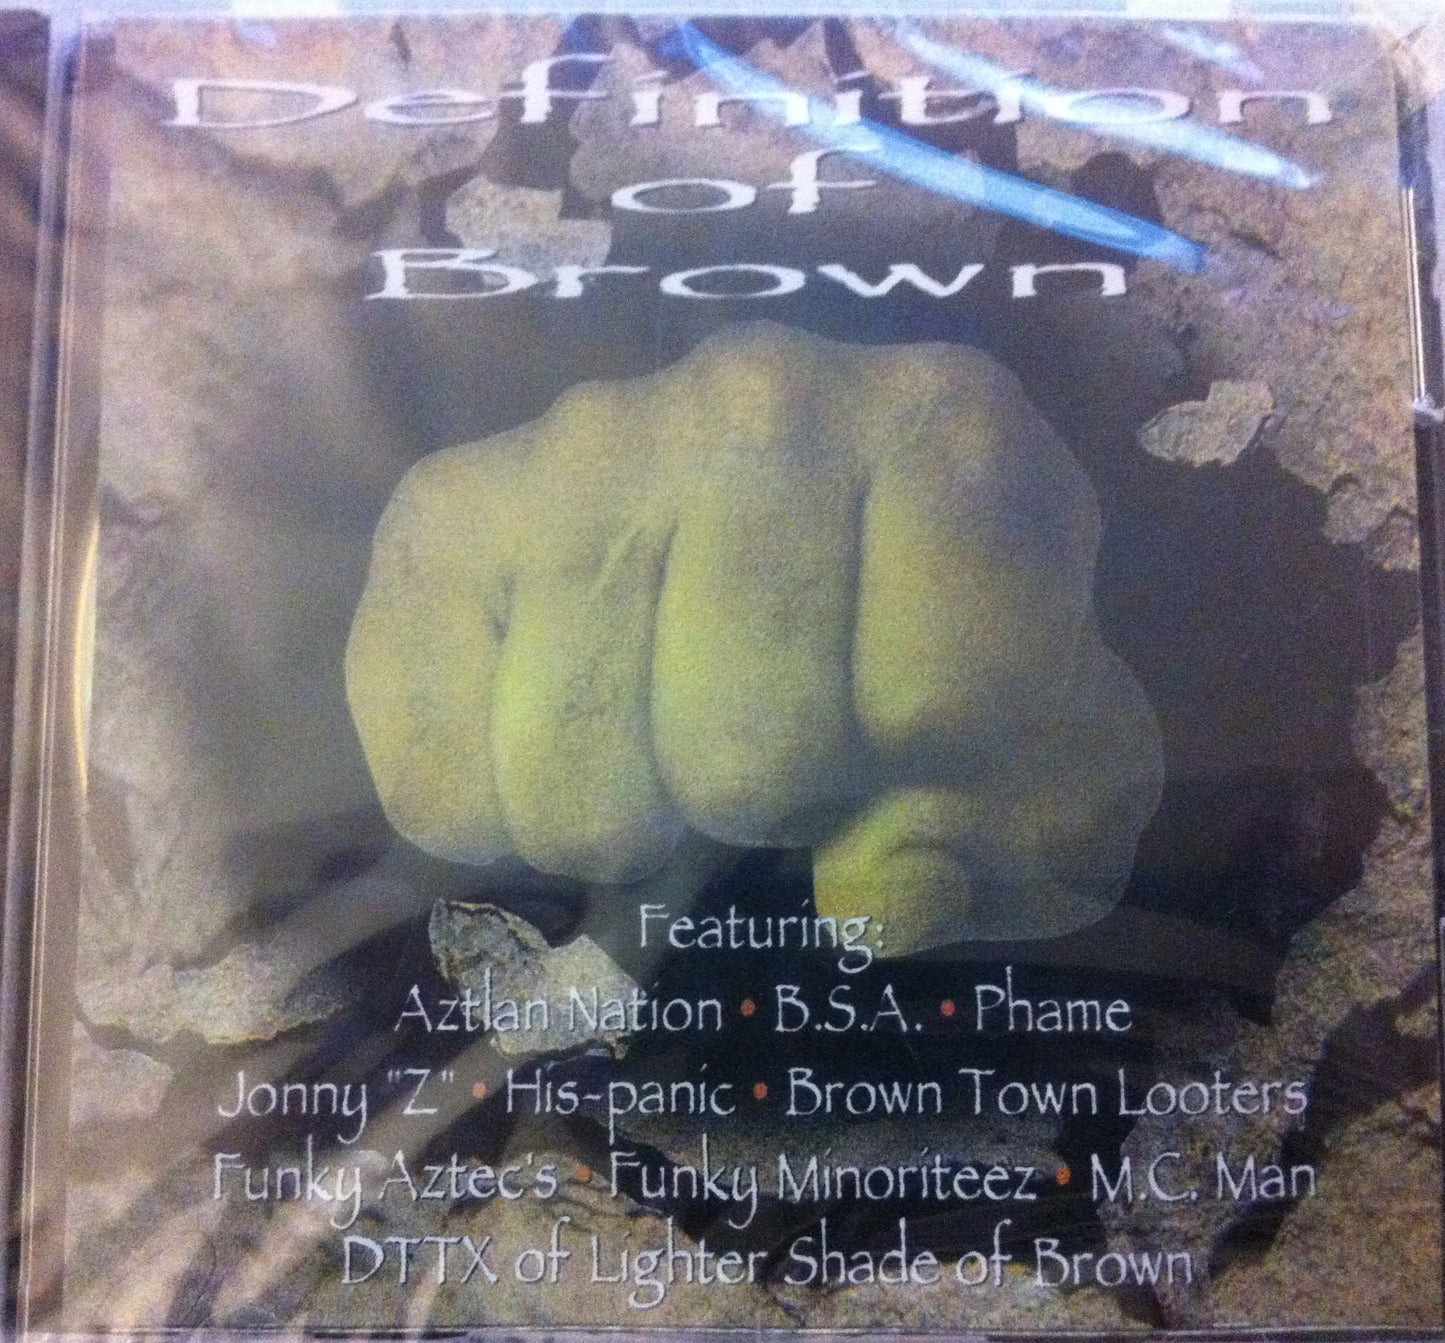 Definition
of
Brown
Featuring:
Aztlan Nation • B.S.A. • Phame
Jonny "Z" • His-panic • Brown Town Looters
Funky Aztec's • Funky Minoriteez • M.C. Man
DTTX of Lighter Shade of Brown